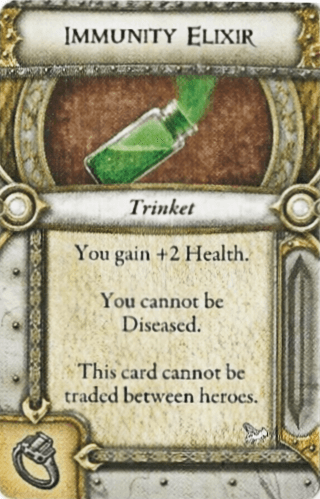 IMMUNITY ELIXIR
Trinket
You gain +2 Health.
You cannot be
Diseased.
This card cannot be
traded between heroes.